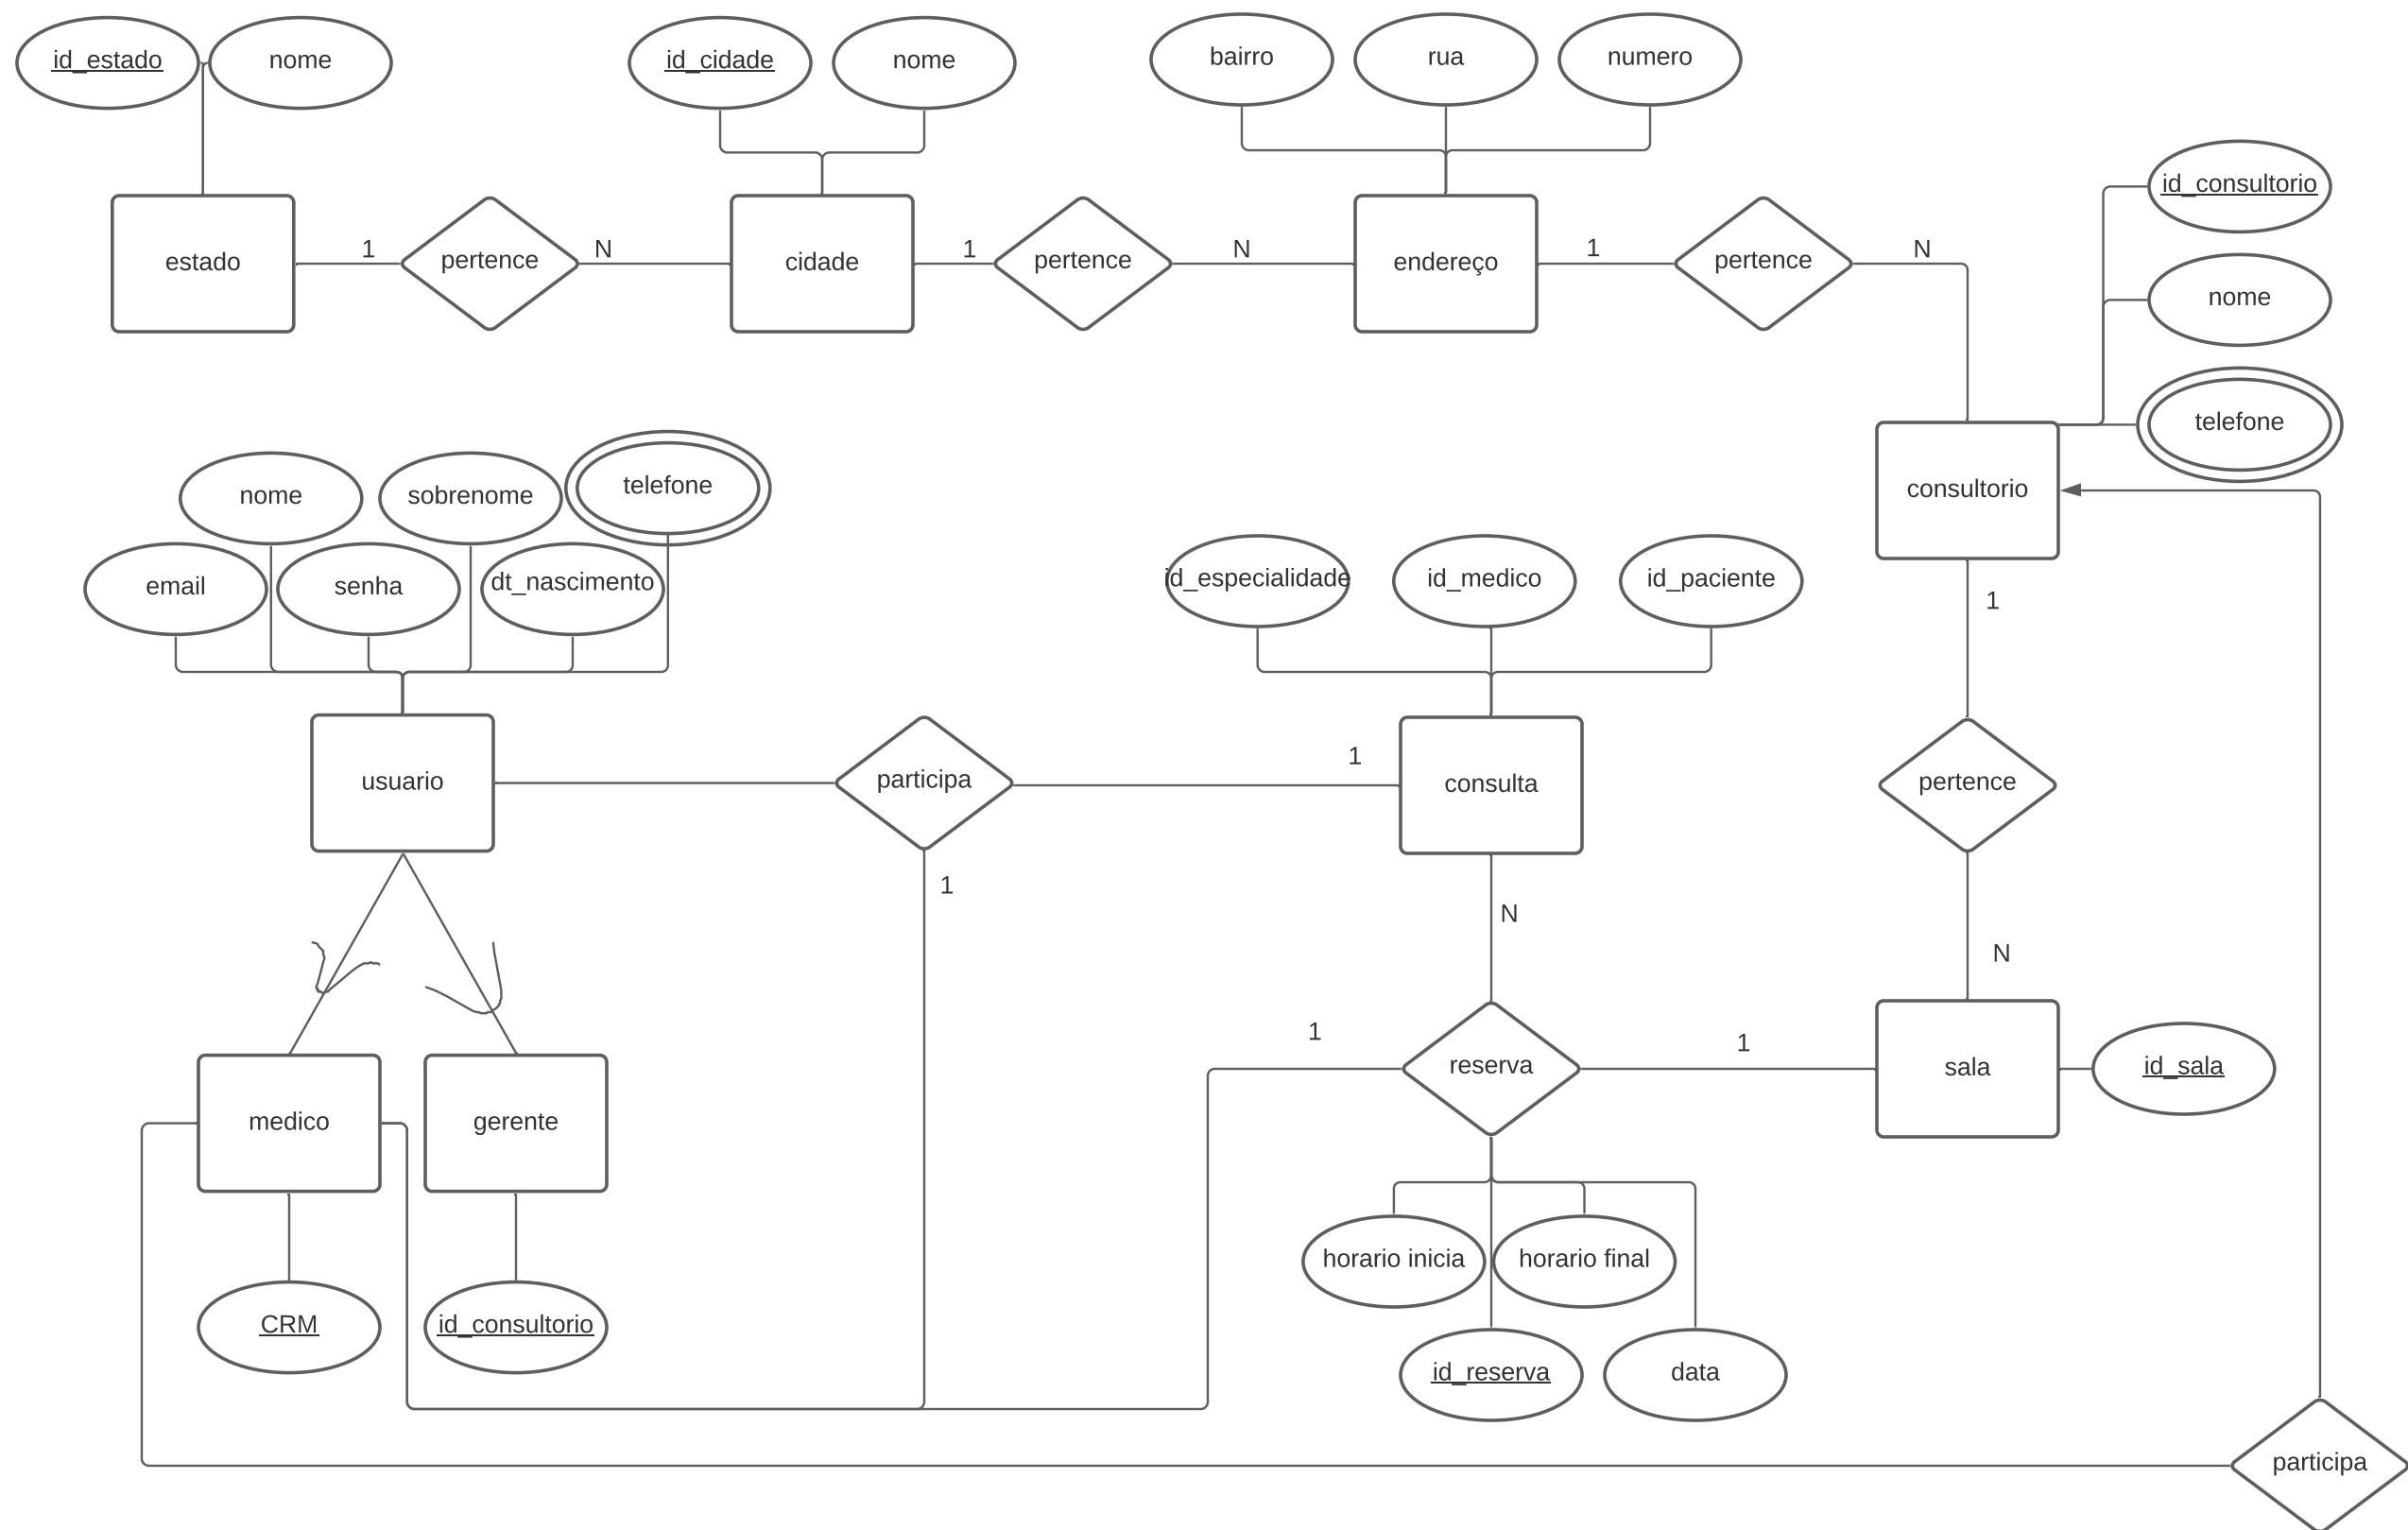 id_estado
nome
id_cidade
nome
bairro
rua
numero
id_consultorio
nome
telefone
estado
1
pertence
N
cidade
1
pertence
N
endereço
1
pertence
N
consultorio
nome
sobrenome
telefone
email
senha
dt_nascimento
id_especialidade
id_medico
id_paciente
1
usuario
participa
1
consulta
pertence
1
N
N
medico
gerente
1
reserva
1
sala
id_sala
CRM
id_consultorio
horario inicia
horario final
id_reserva
data
participa